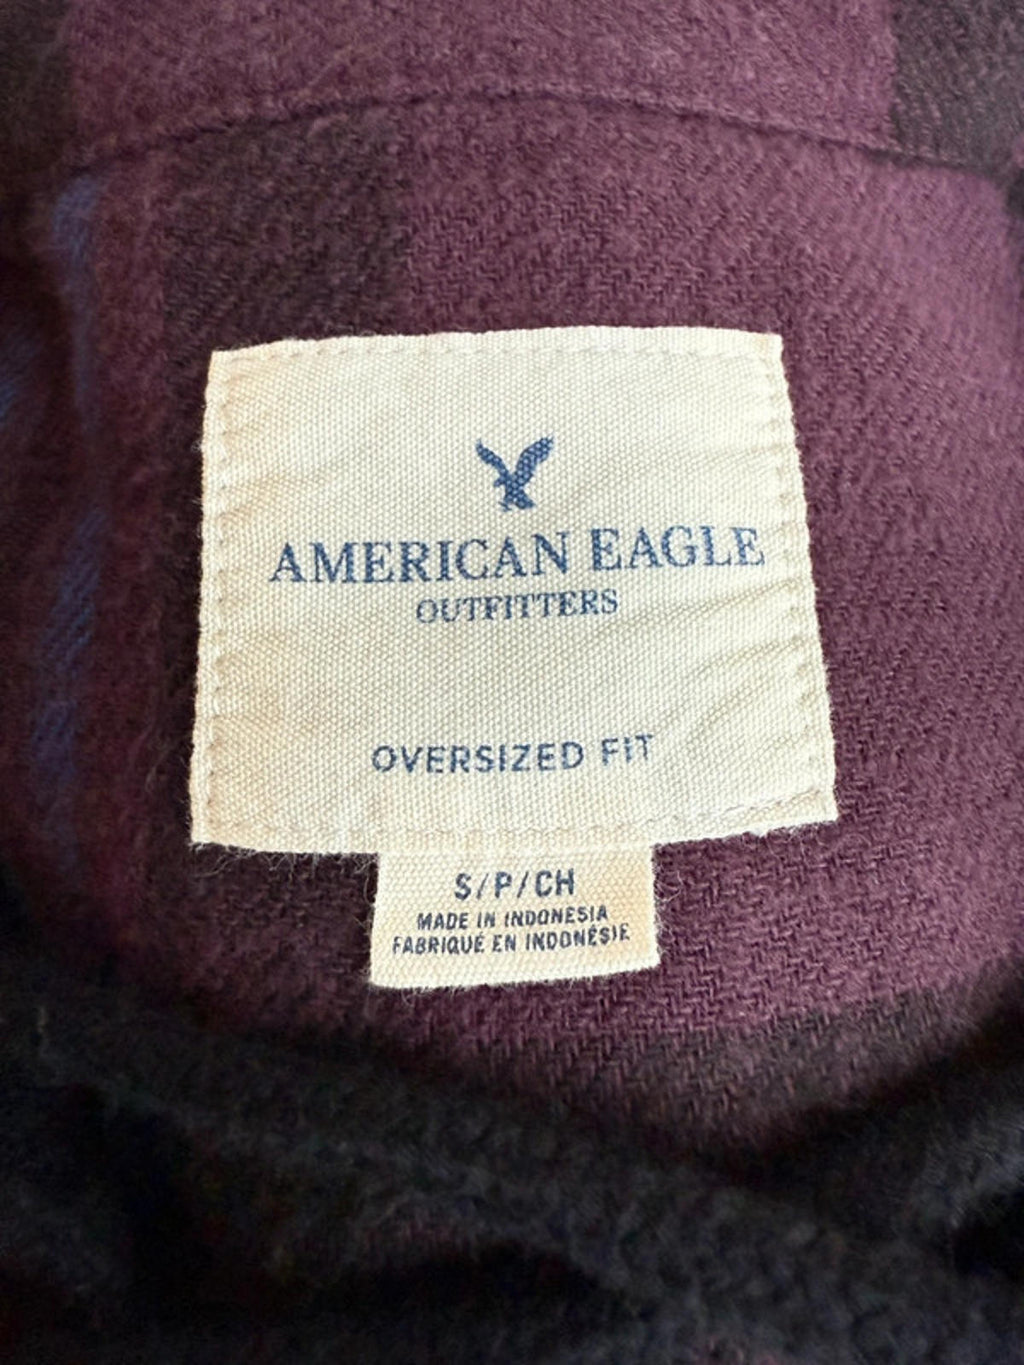 AMERICAN EAGLE
OUTFITTERS
OVERSIZED FIT
S/P/CH
MADE IN INDONESIA
FABRIQUÉ EN INDONÉSIE